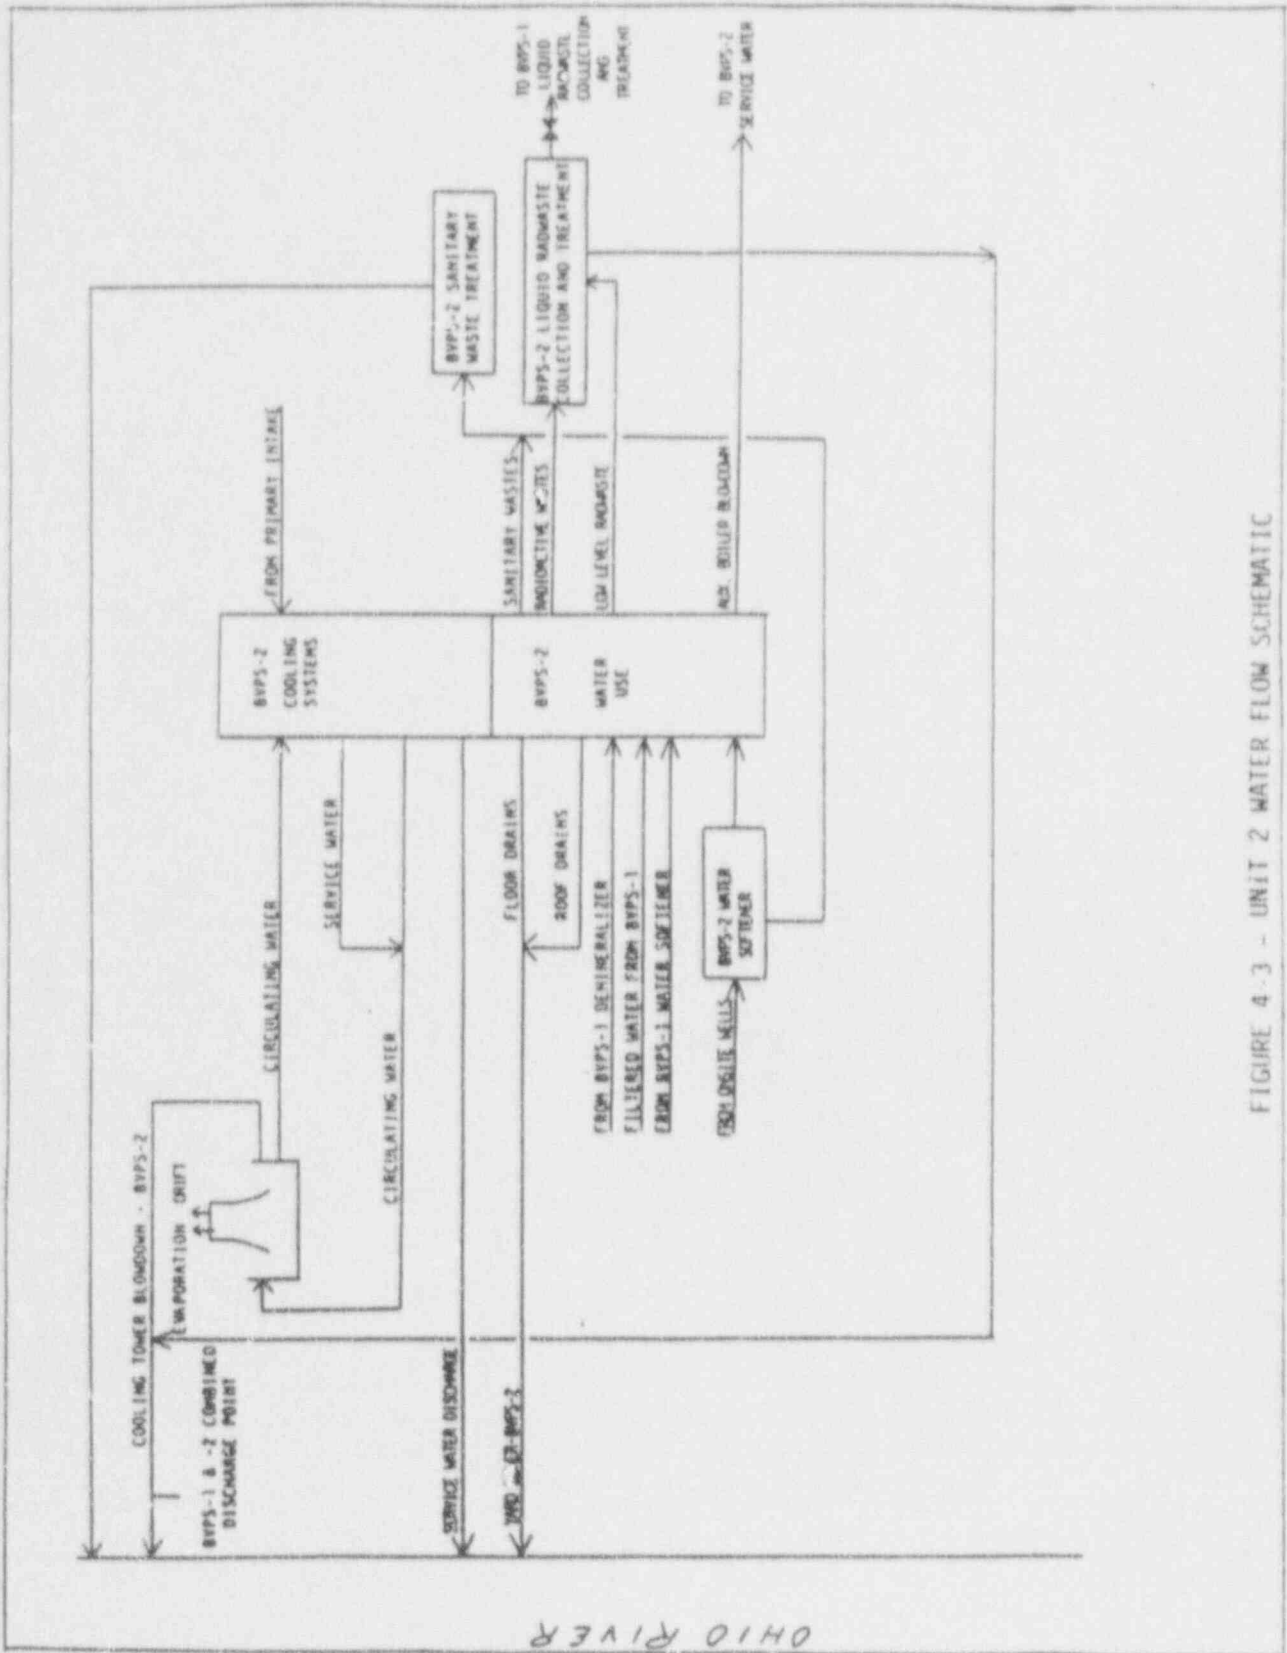 TO BVPS-1
LIQUID
RADWASTE
COLLECTION
AND
TREATMENT
TO BVPS-2
SERVICE WATER
BVPS-2 SANITARY
WASTE TREATMENT
BVPS-2 LIQUID RADWASTE
COLLECTION AND TREATMENT
FROM PRIMARY INTAKE
SANITARY WASTES
RADIOACTIVE WASTES
LOW LEVEL RADWASTE
AUX. BOILER BLOWDOWN
BVPS-2
COOLING
SYSTEMS
BVPS-2
WATER
USE
CIRCULATING WATER
SERVICE WATER
CIRCULATING WATER
FLOOR DRAINS
ROOF DRAINS
FROM BVPS-1 DEMINERALIZER
FILTERED WATER FROM BVPS-1
FROM BVPS-1 WATER SOFTENER
FROM ONSITE WELLS
BVPS-2 WATER
SOFTENER
COOLING TOWER BLOWDOWN - BVPS-2
EVAPORATION DRIFT
BVPS-1 & -2 COMBINED
DISCHARGE POINT
SERVICE WATER DISCHARGE
YARD BVPS-2
OHIO RIVER
FIGURE 4-3 - UNIT 2 WATER FLOW SCHEMATIC